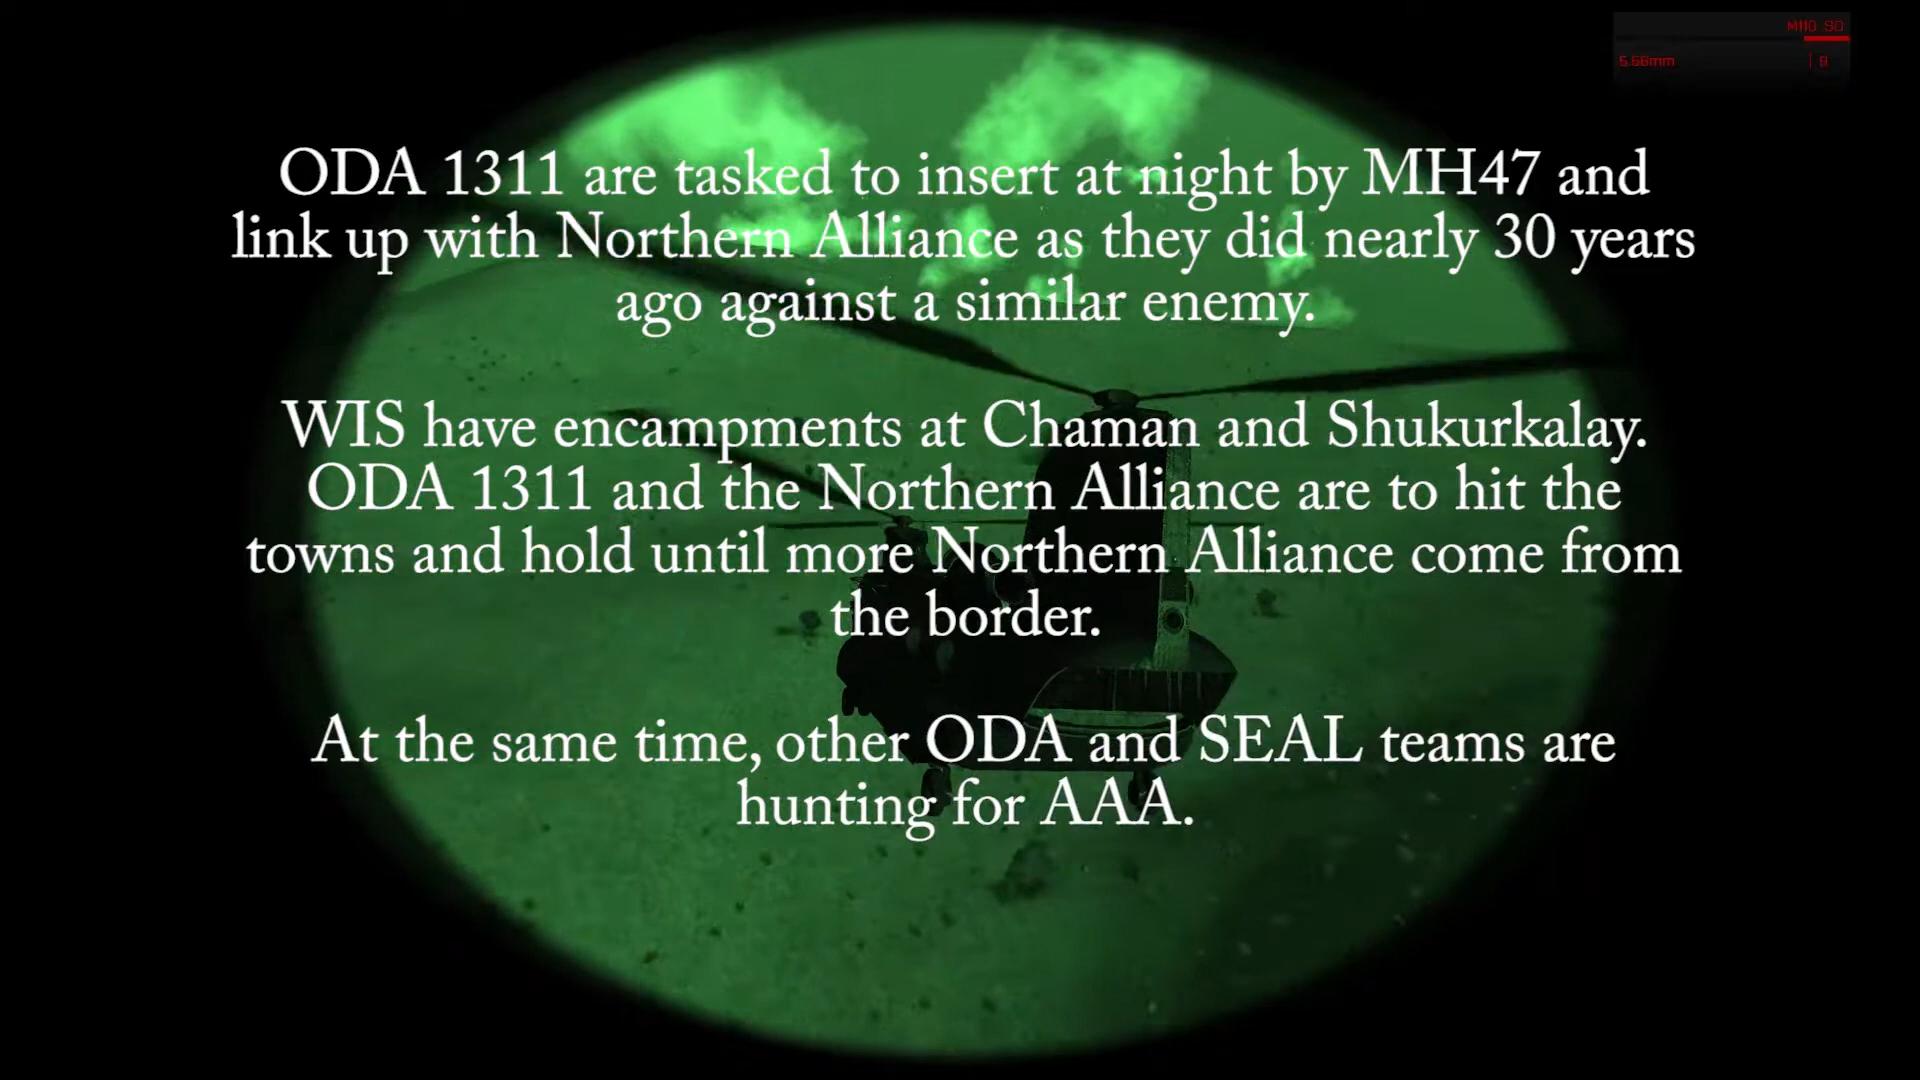 M110 SD
5.56mm | 9
ODA 1311 are tasked to insert at night by MH47 and
link up with Northern Alliance as they did nearly 30 years
ago against a similar enemy.
WIS have encampments at Chaman and Shukurkalay.
ODA 1311 and the Northern Alliance are to hit the
towns and hold until more Northern Alliance come from
the border.
At the same time, other ODA and SEAL teams are
hunting for AAA.